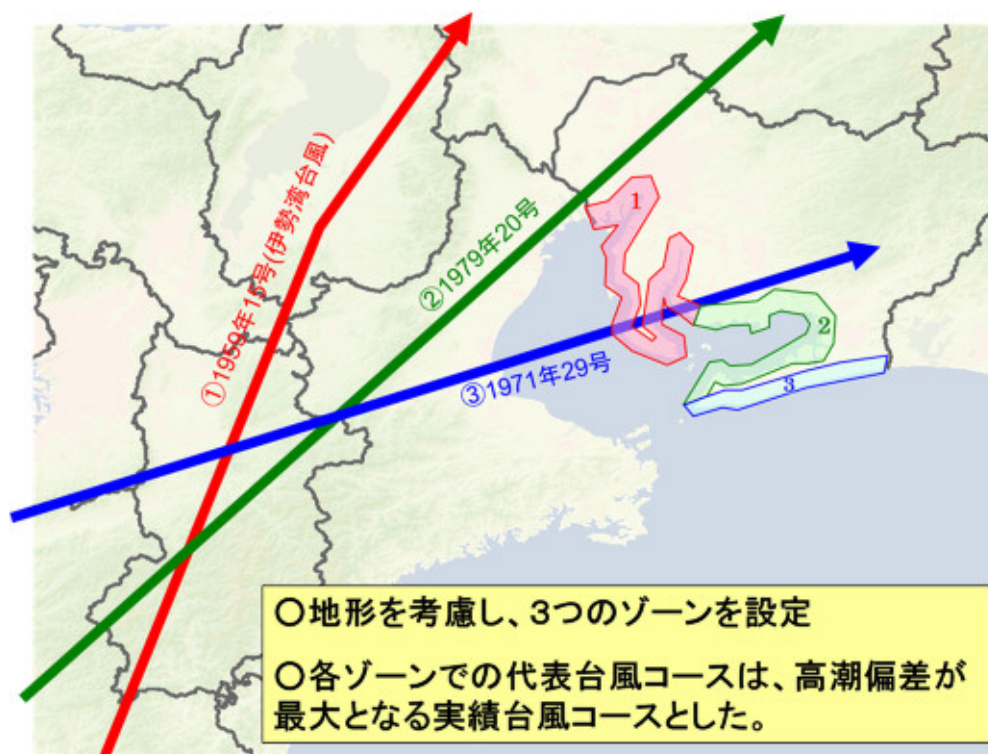 ①1959年15号(伊勢湾台風)
②1979年20号
③1971年29号
1
2
3
〇地形を考慮し、３つのゾーンを設定
〇各ゾーンでの代表台風コースは、高潮偏差が
最大となる実績台風コースとした。